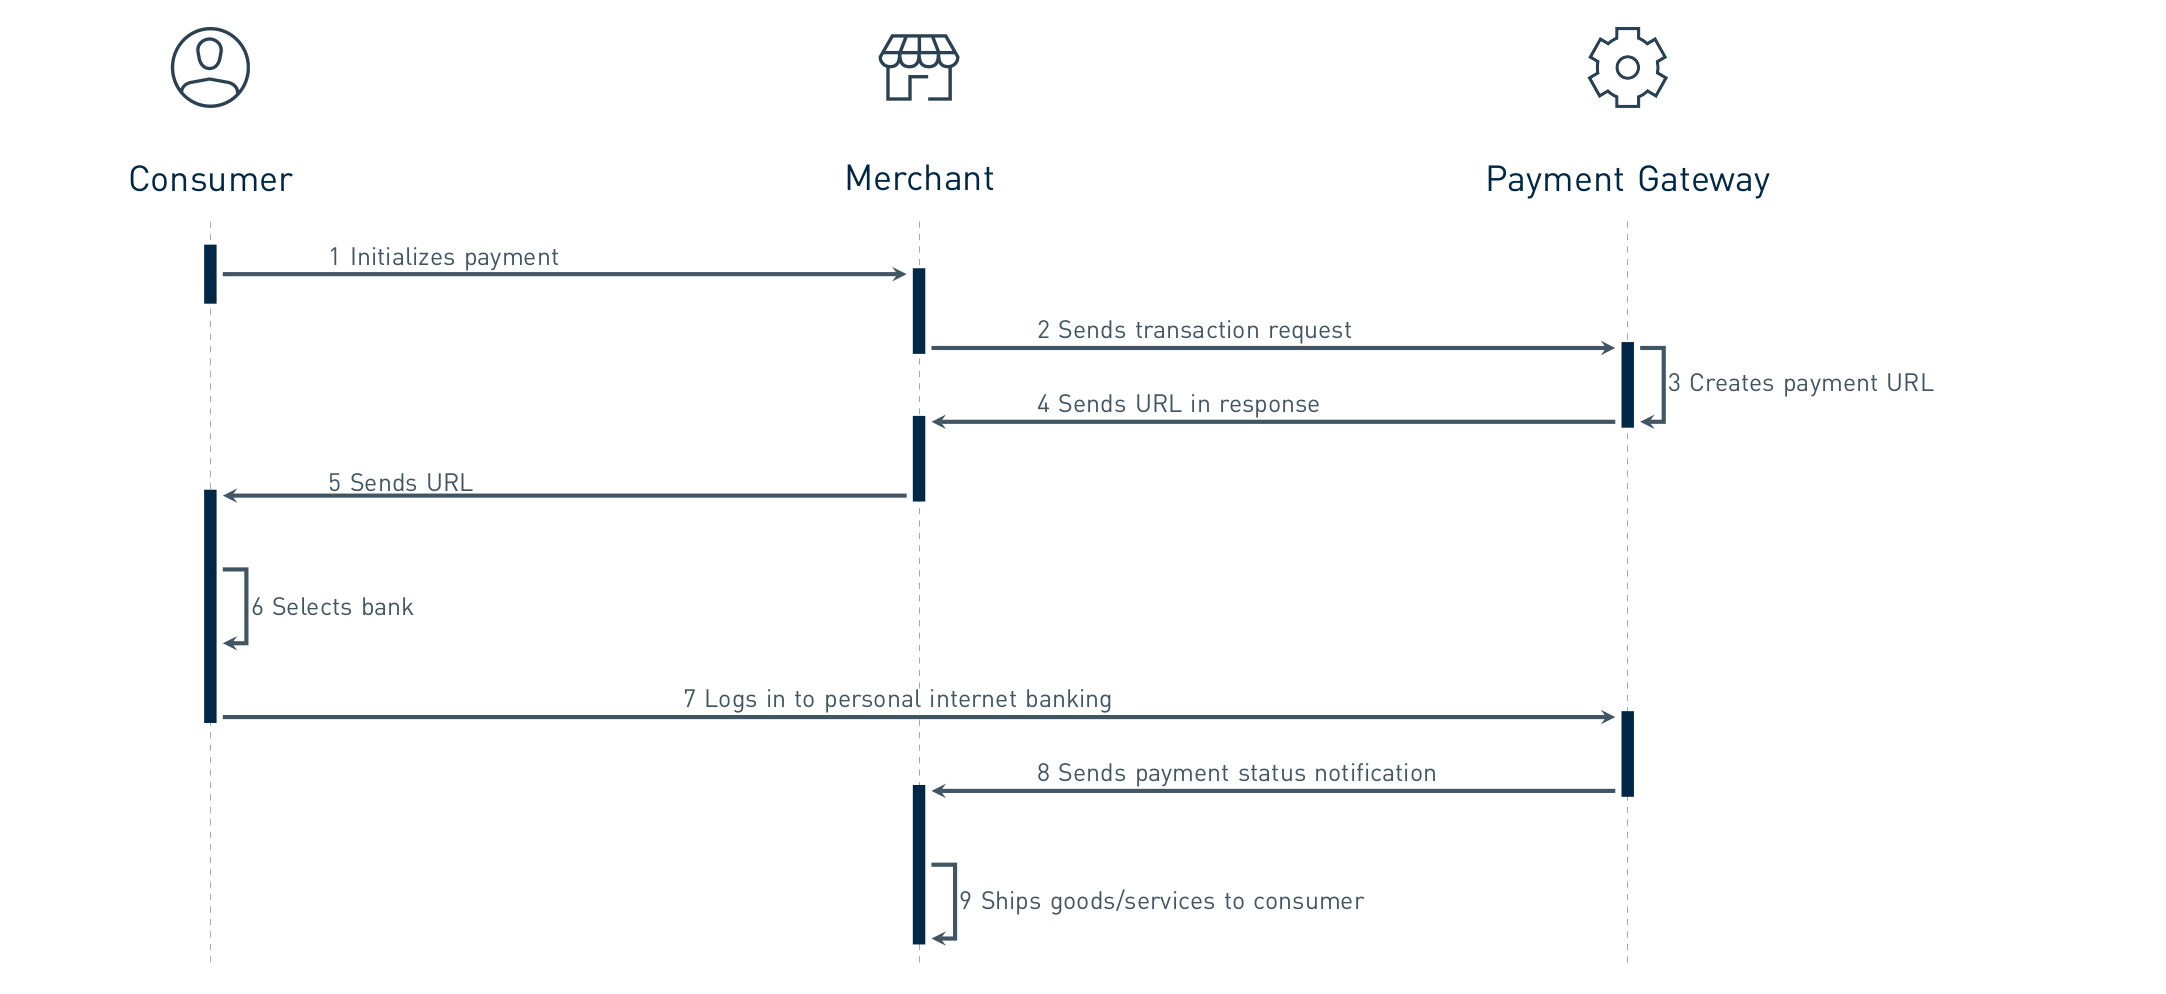 Consumer
Merchant
Payment Gateway
1 Initializes payment
2 Sends transaction request
3 Creates payment URL
4 Sends URL in response
5 Sends URL
6 Selects bank
7 Logs in to personal internet banking
8 Sends payment status notification
9 Ships goods/services to consumer